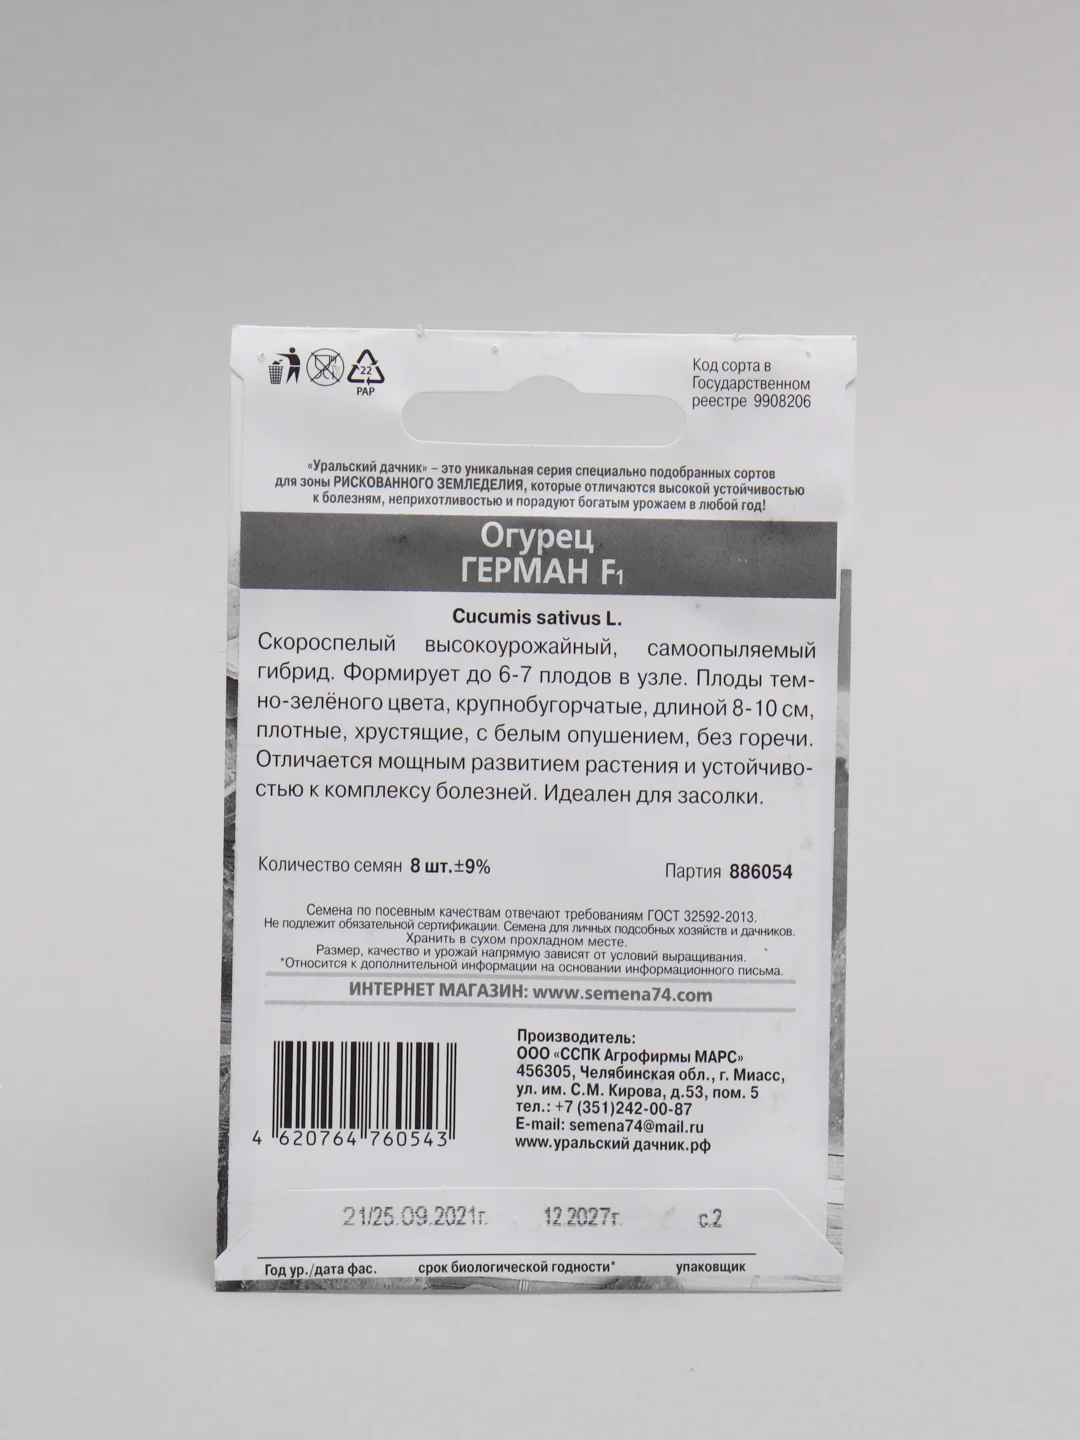 22
PAP
Код сорта в
Государственном
реестре 9908206
«Уральский дачник» – это уникальная серия специально подобранных сортов
для зоны РИСКОВАННОГО ЗЕМЛЕДЕЛИЯ, которые отличаются высокой устойчивостью
к болезням, неприхотливостью и порадуют богатым урожаем в любой год!
Огурец
ГЕРМАН F1
Cucumis sativus L.
Скороспелый высокоурожайный, самоопыляемый
гибрид. Формирует до 6-7 плодов в узле. Плоды тем-
но-зелёного цвета, крупнобугорчатые, длиной 8-10 см,
плотные, хрустящие, с белым опушением, без горечи.
Отличается мощным развитием растения и устойчиво-
стью к комплексу болезней. Идеален для засолки.
Количество семян 8 шт.±9%
Партия 886054
Семена по посевным качествам отвечают требованиям ГОСТ 32592-2013.
Не подлежит обязательной сертификации. Семена для личных подсобных хозяйств и дачников.
Хранить в сухом прохладном месте.
Размер, качество и урожай напрямую зависят от условий выращивания.
*Относится к дополнительной информации на основании информационного письма.
ИНТЕРНЕТ МАГАЗИН: www.semena74.com
Производитель:
ООО «ССПК Агрофирмы МАРС»
456305, Челябинская обл., г. Миасс,
ул. им. С.М. Кирова, д.53, пом. 5
тел.: +7 (351)242-00-87
E-mail: semena74@mail.ru
www.уральский дачник.рф
4 620764 760543
21/25.09.2021г. 12.2027г. с.2
Год ур./дата фас. срок биологической годности* упаковщик